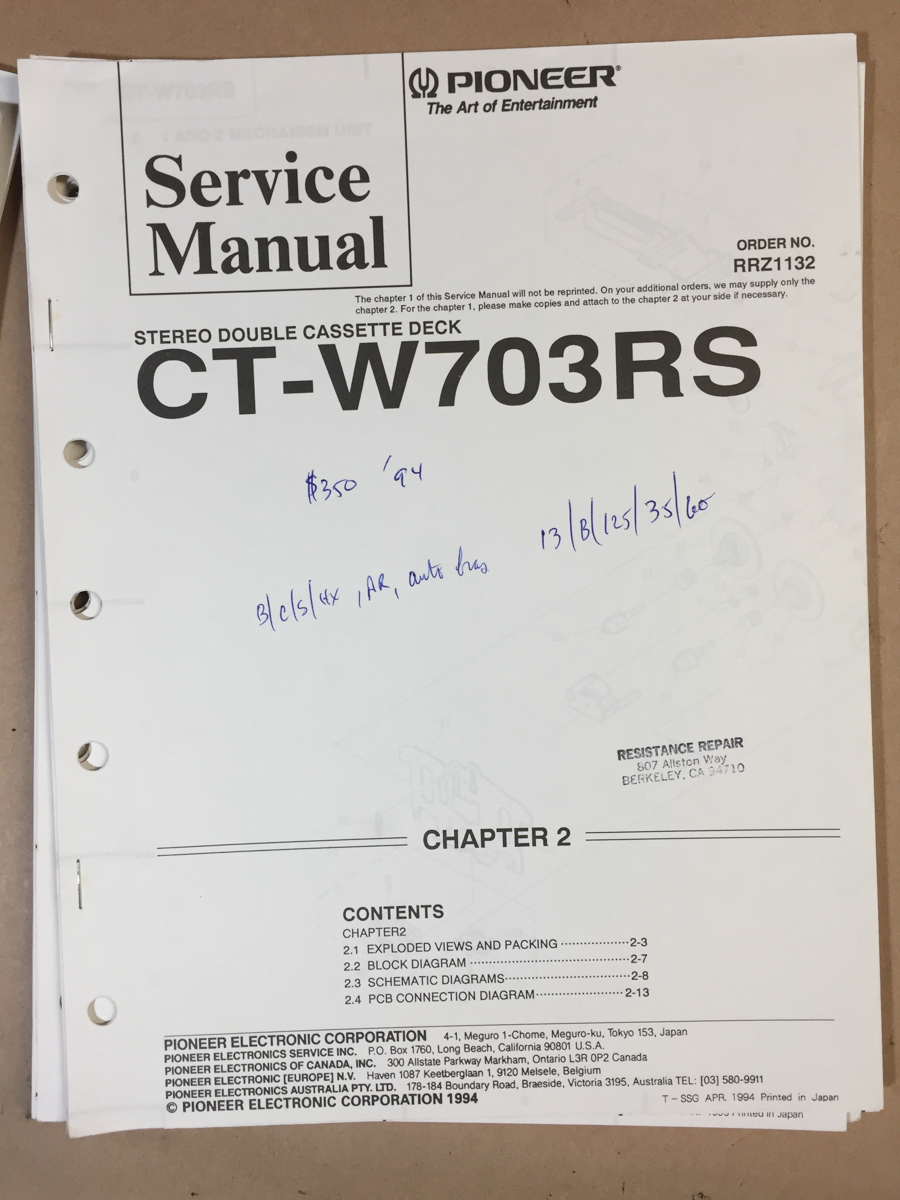 PIONEER®
The Art of Entertainment
Service
Manual
ORDER NO.
RRZ1132
The chapter 1 of this Service Manual will not be reprinted. On your additional orders, we may supply only the
chapter 2. For the chapter 1, please make copies and attach to the chapter 2 at your side if necessary.
STEREO DOUBLE CASSETTE DECK
CT-W703RS
$350 '94
13/B/125/35/60
B/C/S/HX, AR, auto bias
RESISTANCE REPAIR
807 Allston Way
BERKELEY, CA 94710
CHAPTER 2
CONTENTS
CHAPTER2
2.1 EXPLODED VIEWS AND PACKING ·················2-3
2.2 BLOCK DIAGRAM ········································2-7
2.3 SCHEMATIC DIAGRAMS·······························2-8
2.4 PCB CONNECTION DIAGRAM······················2-13
PIONEER ELECTRONIC CORPORATION 4-1, Meguro 1-Chome, Meguro-ku, Tokyo 153, Japan
PIONEER ELECTRONICS SERVICE INC. P.O. Box 1760, Long Beach, California 90801 U.S.A.
PIONEER ELECTRONICS OF CANADA, INC. 300 Allstate Parkway Markham, Ontario L3R 0P2 Canada
PIONEER ELECTRONIC [EUROPE] N.V. Haven 1087 Keetberglaan 1, 9120 Melsele, Belgium
PIONEER ELECTRONICS AUSTRALIA PTY. LTD. 178-184 Boundary Road, Braeside, Victoria 3195, Australia TEL: [03] 580-9911
© PIONEER ELECTRONIC CORPORATION 1994
T – SSG APR. 1994 Printed in Japan
Printed in Japan